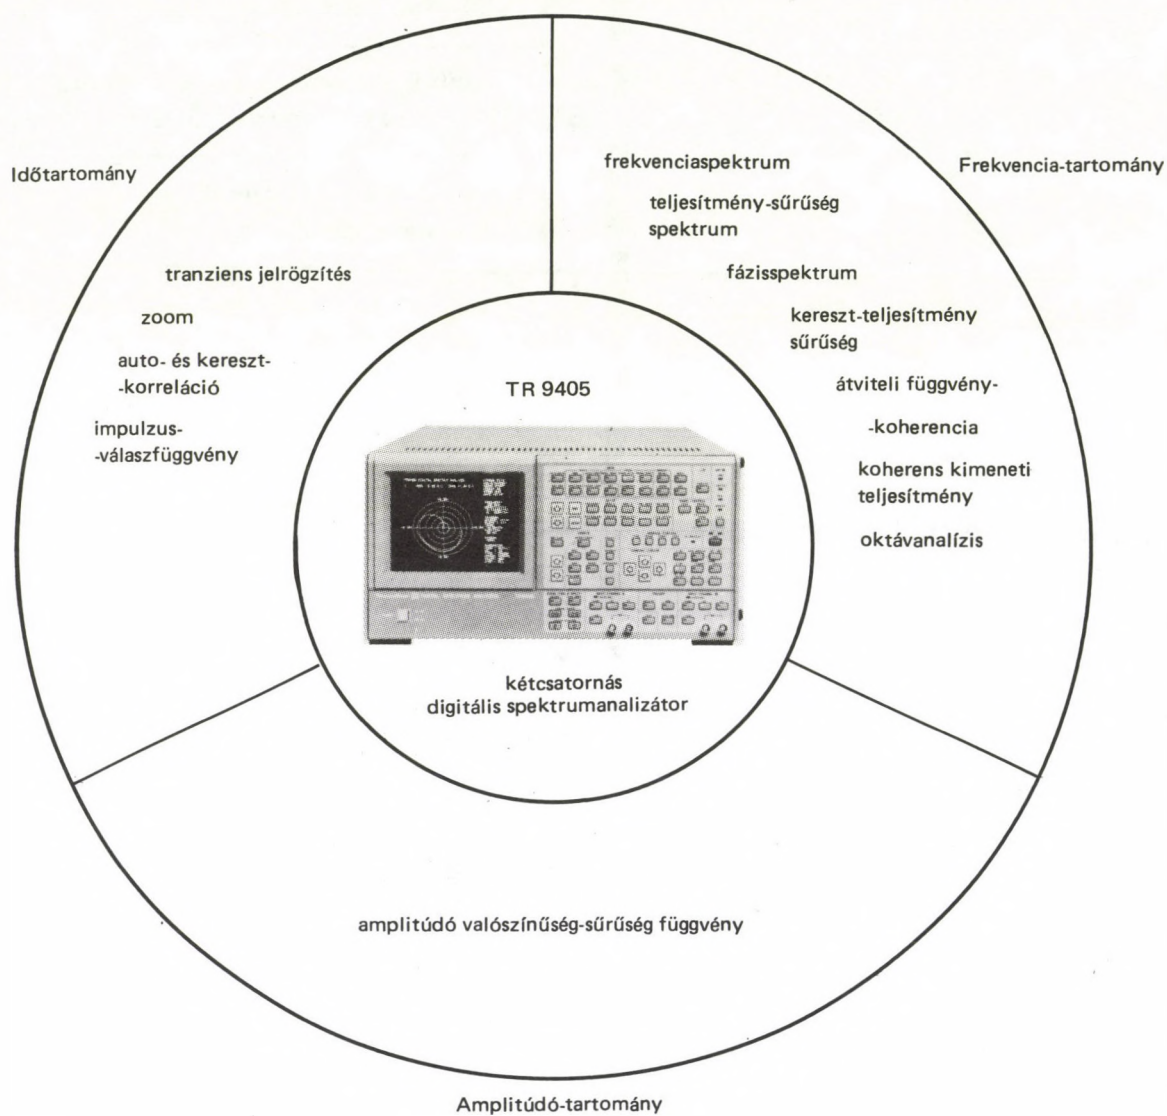 Időtartomány
tranziens jelrögzítés
zoom
auto- és kereszt-
-korreláció
impulzus-
-válaszfüggvény
Frekvencia-tartomány
frekvenciaspektrum
teljesítmény-sűrűség
spektrum
fázisspektrum
kereszt-teljesítmény
sűrűség
átviteli függvény-
-koherencia
koherens kimeneti
teljesítmény
oktávanalízis
TR 9405
kétcsatornás
digitális spektrumanalizátor
amplitúdó valószínűség-sűrűség függvény
Amplitúdó-tartomány